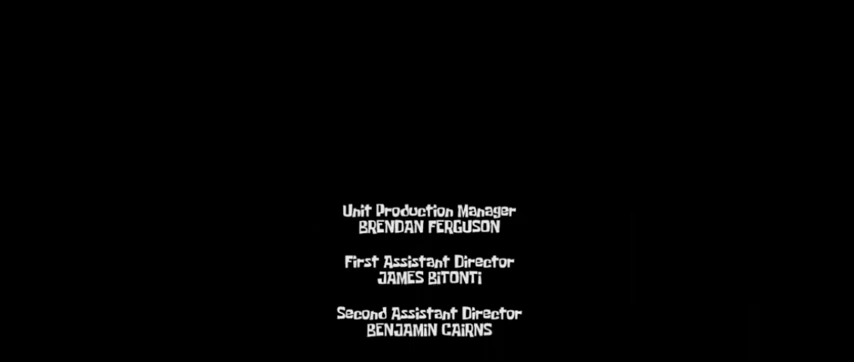 Unit Production Manager
BRENDAN FERGUSON
First Assistant Director
JAMES BITONTI
Second Assistant Director
BENJAMIN CAIRNS